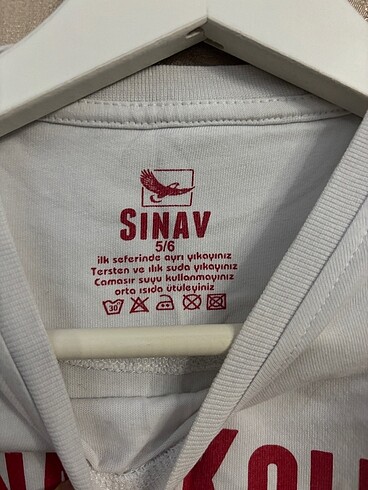 SINAV
5/6
ilk seferinde ayrı yıkayınız
Tersten ve ılık suda yıkayınız
Camasır suyu kullanmayınız
orta ısıda ütüleyiniz
30